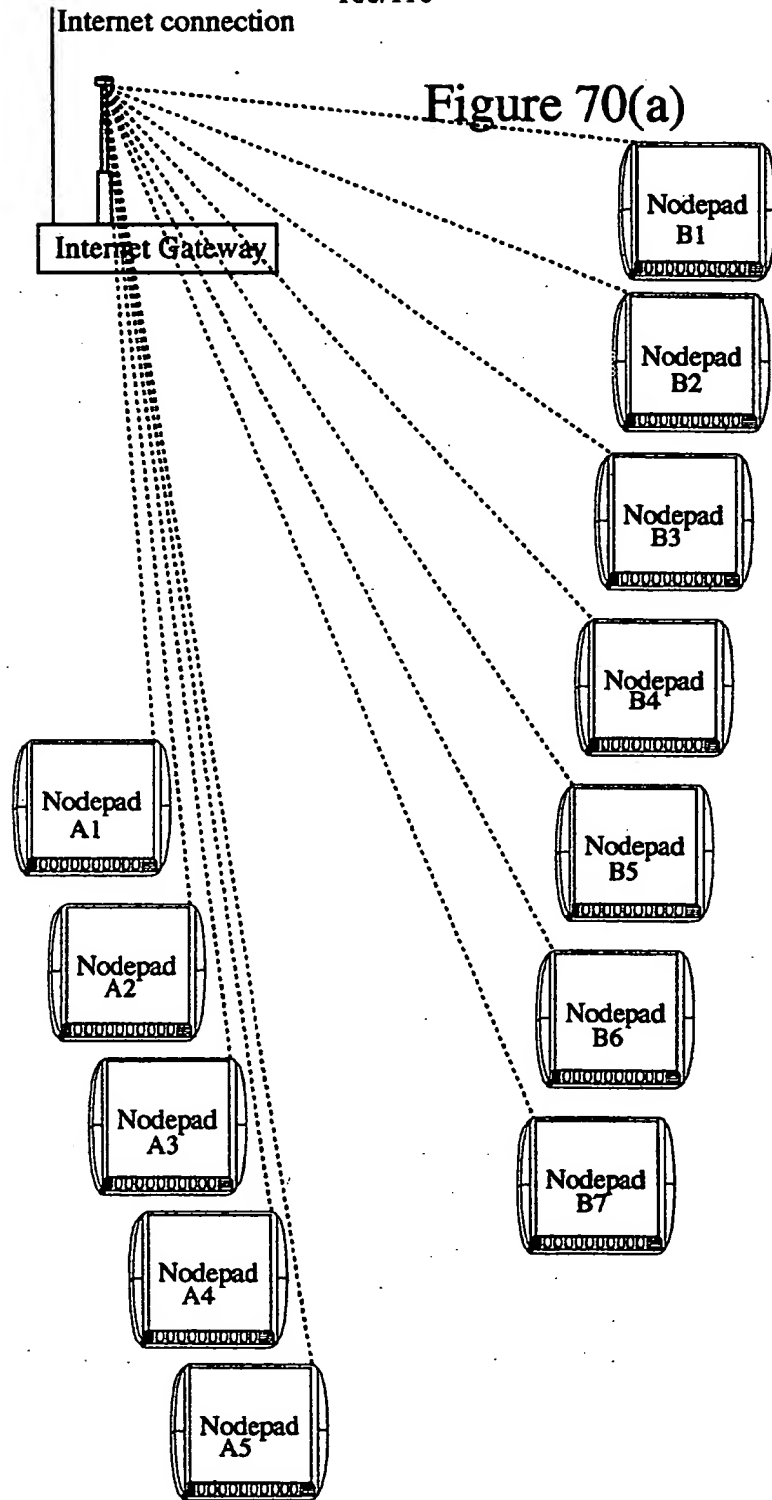 Internet connection
Figure 70(a)
Internet Gateway
Nodepad
B1
Nodepad
B2
Nodepad
B3
Nodepad
B4
Nodepad
B5
Nodepad
B6
Nodepad
B7
Nodepad
A1
Nodepad
A2
Nodepad
A3
Nodepad
A4
Nodepad
A5